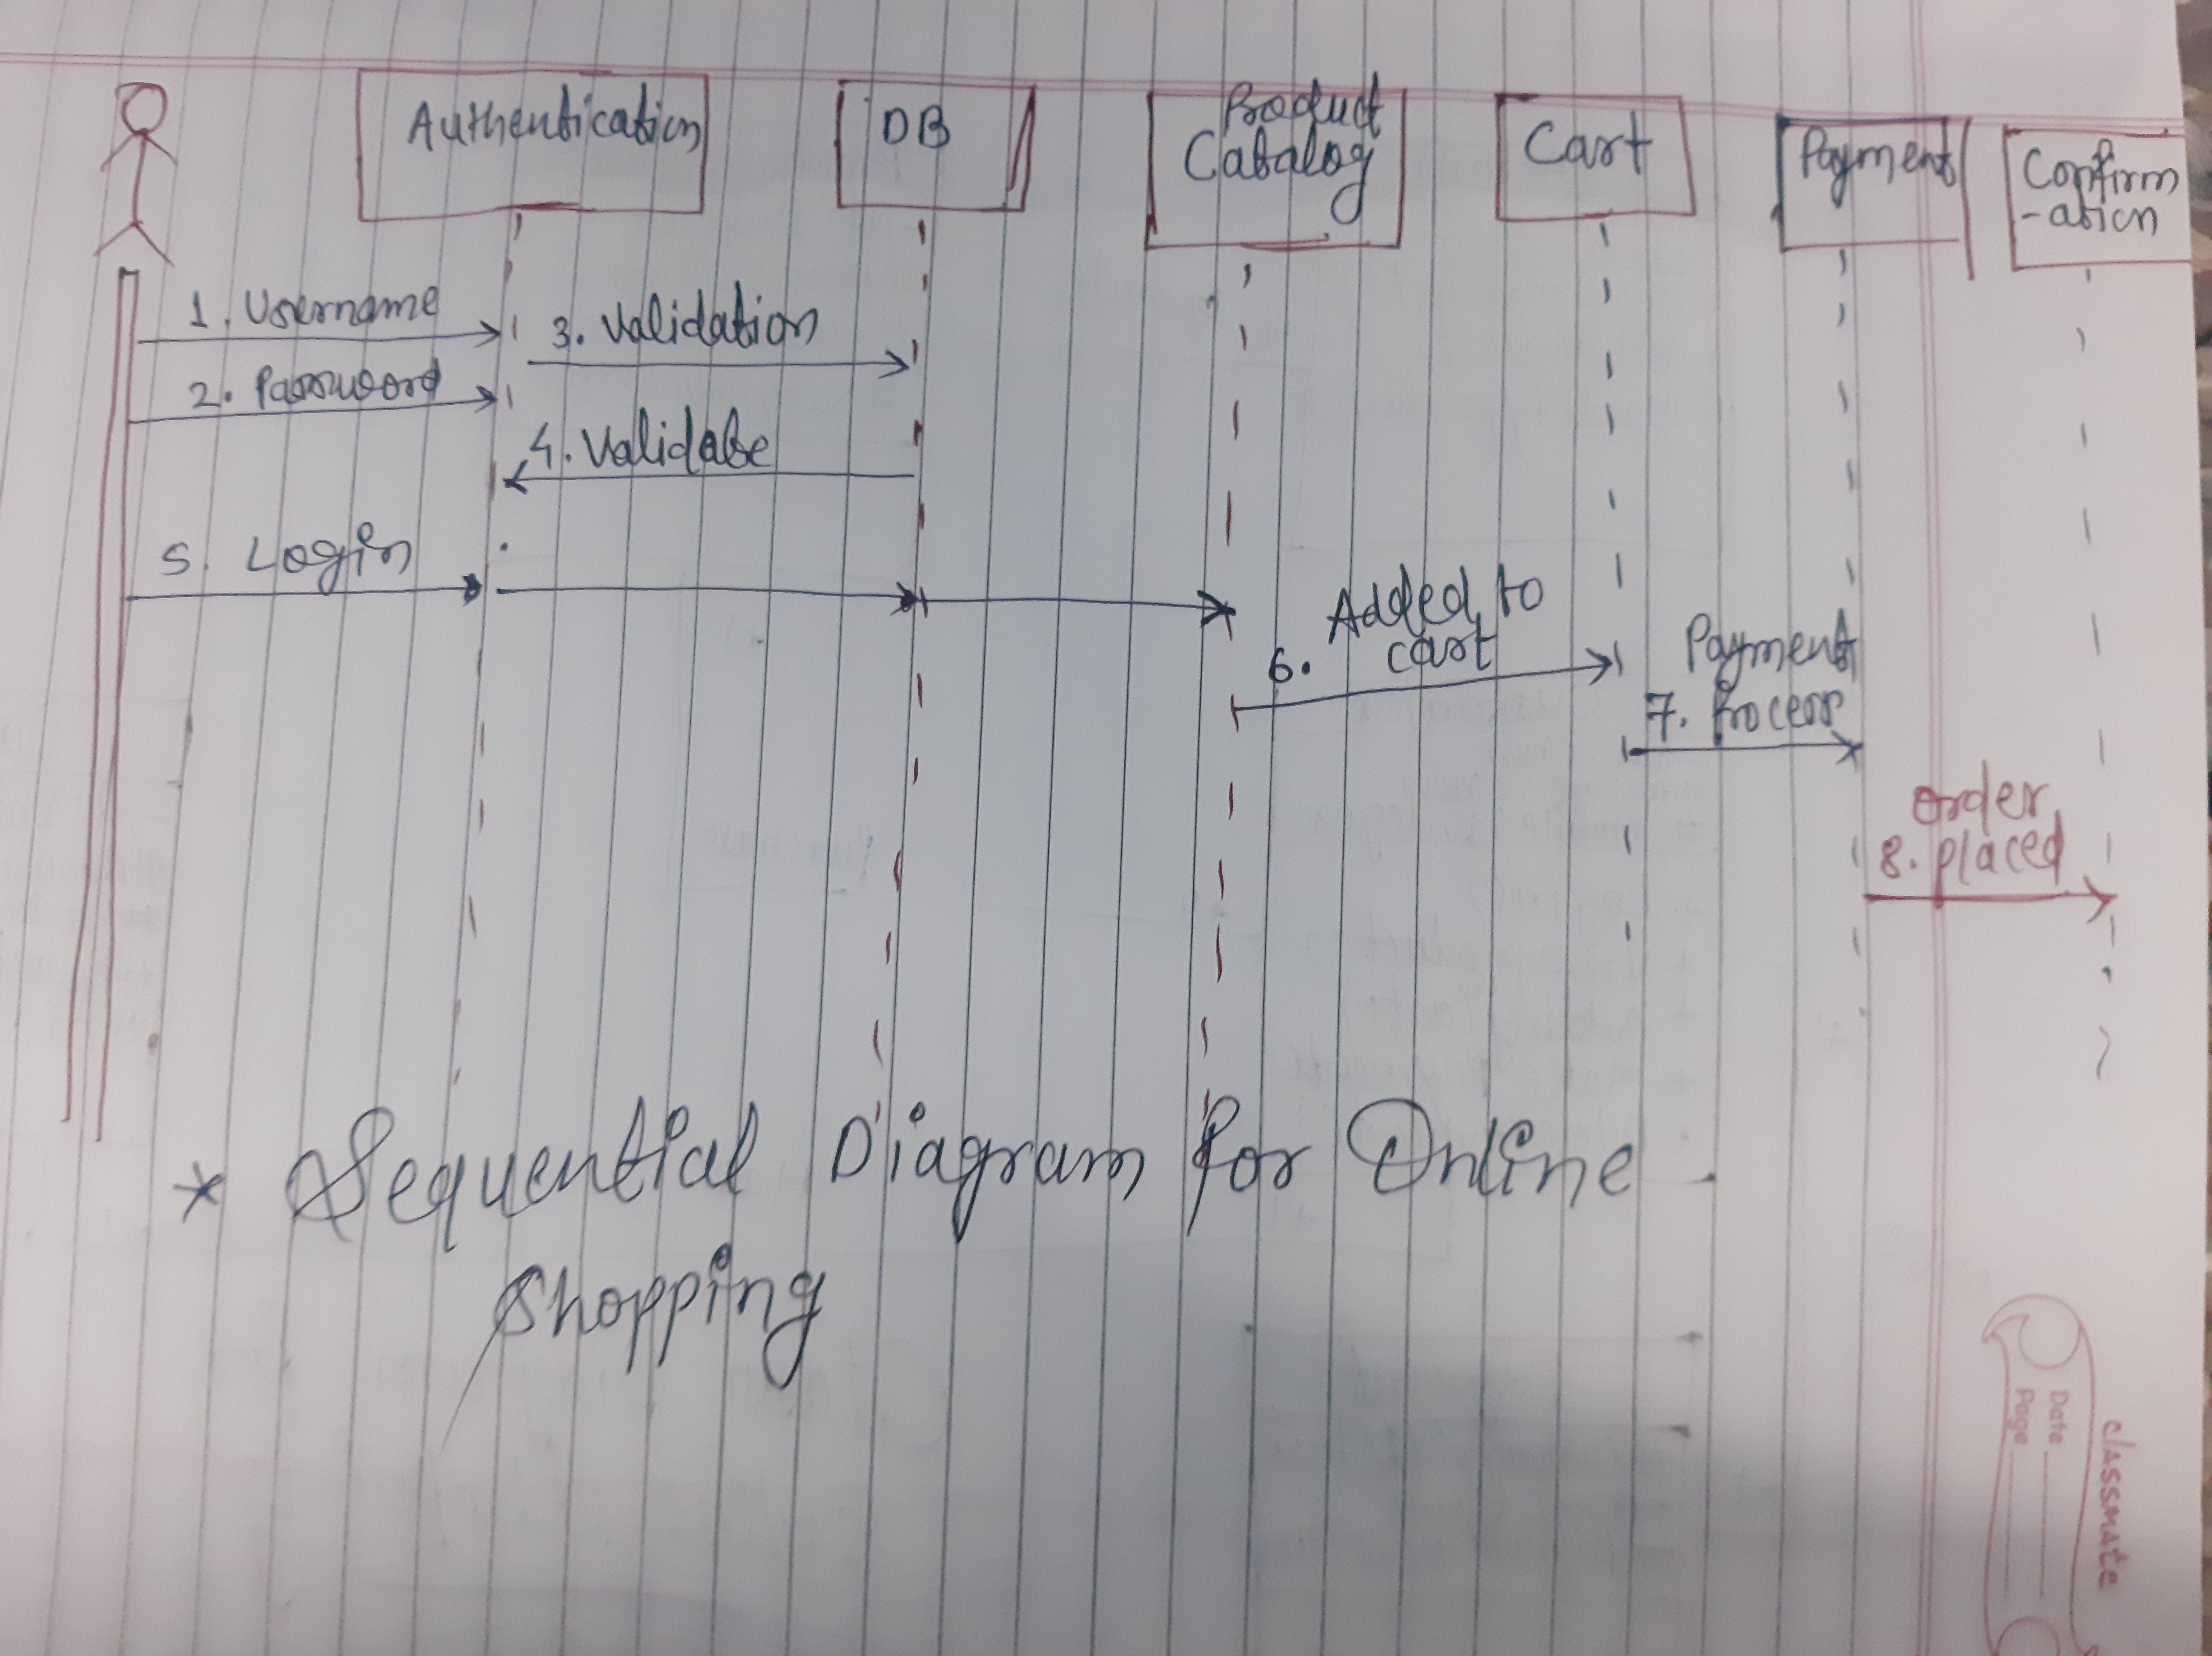 Authentication
DB
Product
Catalog
Cart
Payment
Confirm
-ation
1. Username
2. Password
3. Validation
4. Validate
5. Login
6. Added to
cart
Payment
7. Process
Order
8. placed
* Sequential Diagram for Online
Shopping
classmate
Date
Page